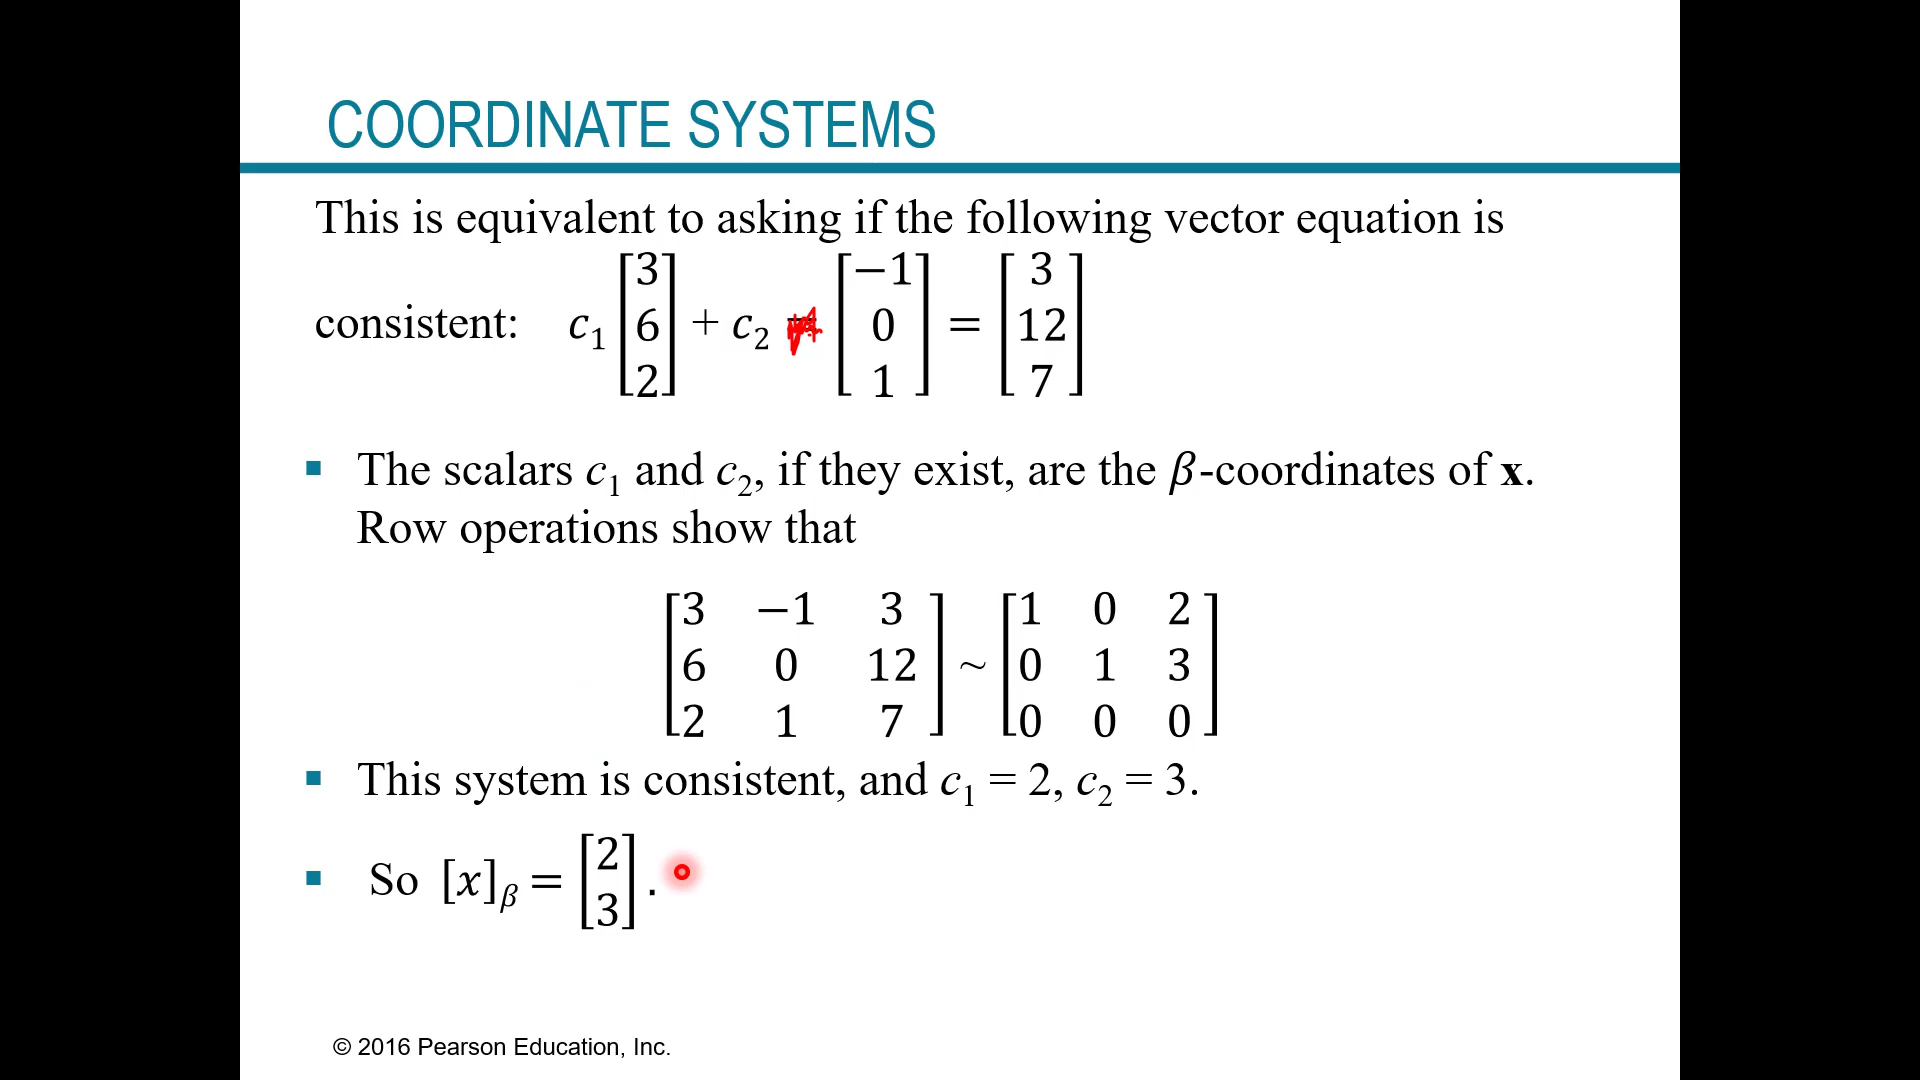 COORDINATE SYSTEMS
This is equivalent to asking if the following vector equation is
consistent: c₁ [3 6 2] + c₂ [−1 0 1] = [3 12 7]
▪ The scalars c₁ and c₂, if they exist, are the β-coordinates of x.
Row operations show that
[3 −1 3
6 0 12
2 1 7] ~ [1 0 2
0 1 3
0 0 0]
▪ This system is consistent, and c₁ = 2, c₂ = 3.
▪ So [x]β = [2 3].
© 2016 Pearson Education, Inc.